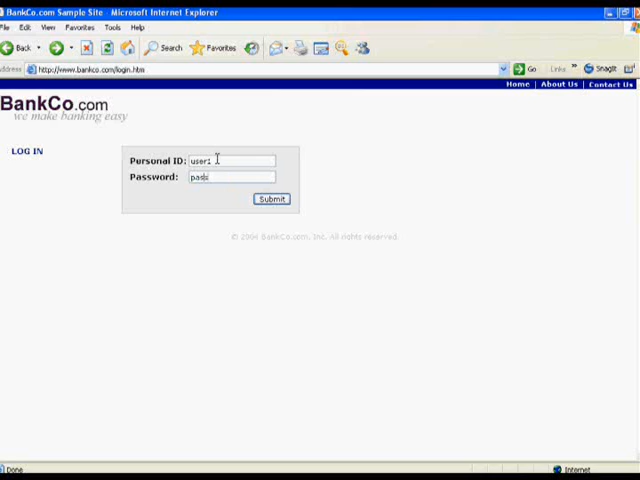 BankCo.com Sample Site - Microsoft Internet Explorer
File Edit View Favorites Tools Help
Back Search Favorites
Address http://www.bankco.com/login.htm Go Links » SnagIt
Home | About Us | Contact Us
BankCo.com
we make banking easy
LOG IN
Personal ID: user1
Password: pass
Submit
© 2004 BankCo.com, Inc. All rights reserved.
Done Internet